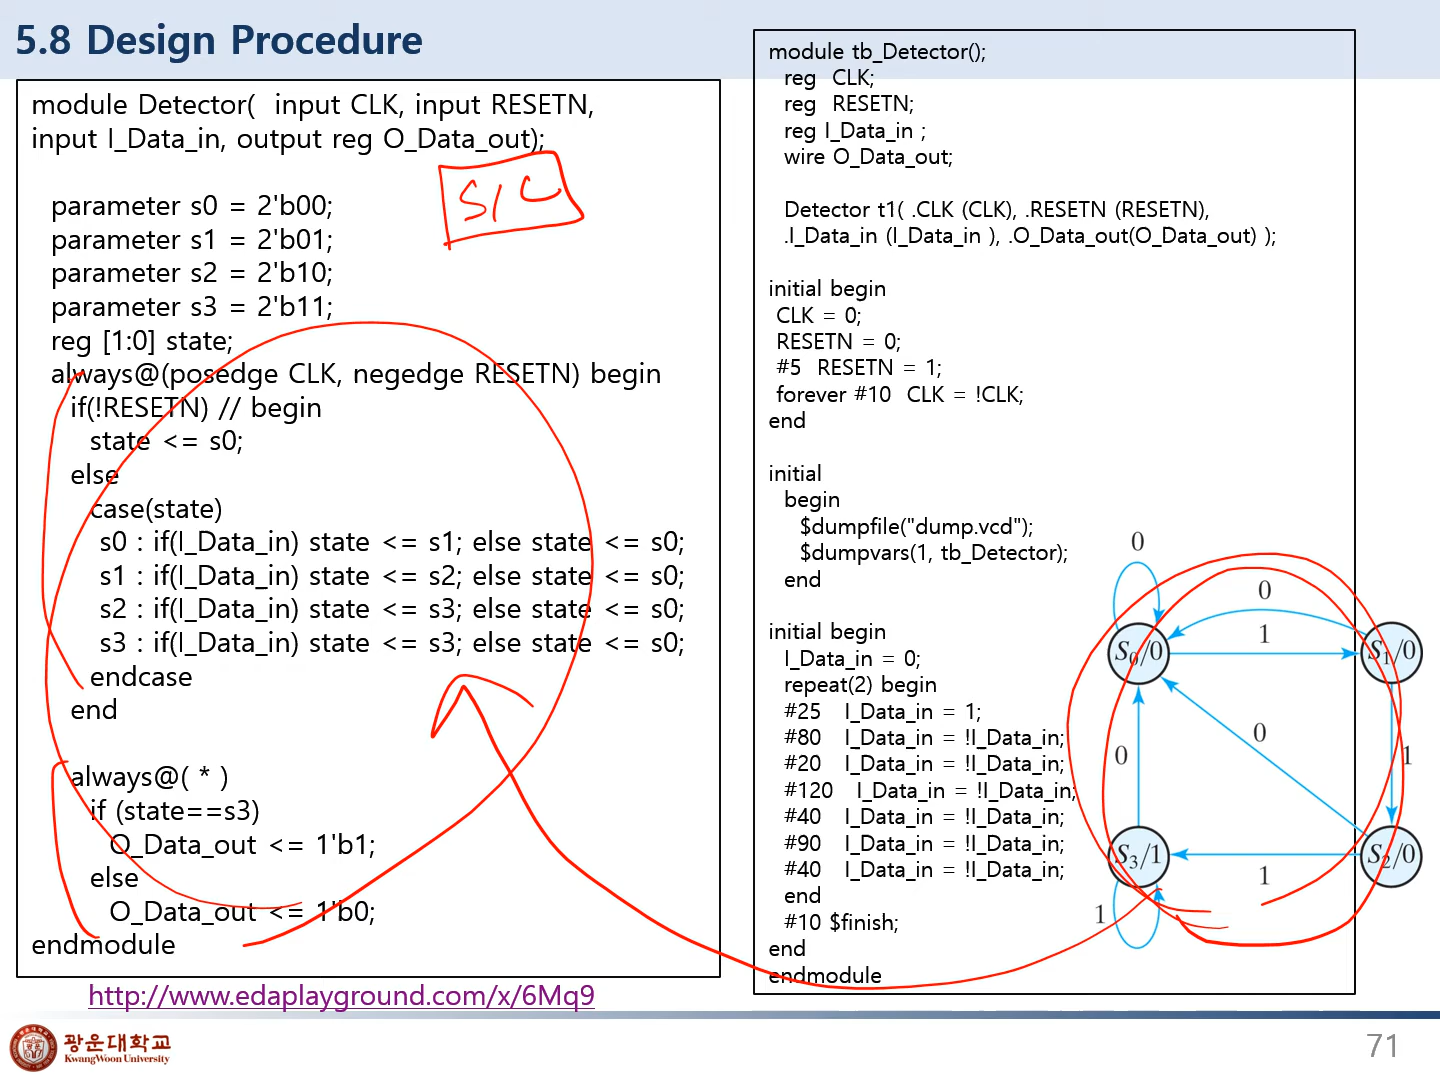 5.8 Design Procedure
module Detector(  input CLK, input RESETN,
input I_Data_in, output reg O_Data_out);
parameter s0 = 2'b00;
parameter s1 = 2'b01;
parameter s2 = 2'b10;
parameter s3 = 2'b11;
reg [1:0] state;
always@(posedge CLK, negedge RESETN) begin
if(!RESETN) // begin
state <= s0;
else
case(state)
s0 : if(I_Data_in) state <= s1; else state <= s0;
s1 : if(I_Data_in) state <= s2; else state <= s0;
s2 : if(I_Data_in) state <= s3; else state <= s0;
s3 : if(I_Data_in) state <= s3; else state <= s0;
endcase
end
always@( * )
if (state==s3)
O_Data_out <= 1'b1;
else
O_Data_out <= 1'b0;
endmodule
http://www.edaplayground.com/x/6Mq9
module tb_Detector();
reg  CLK;
reg  RESETN;
reg I_Data_in ;
wire O_Data_out;
Detector t1( .CLK (CLK), .RESETN (RESETN),
.I_Data_in (I_Data_in ), .O_Data_out(O_Data_out) );
initial begin
CLK = 0;
RESETN = 0;
#5  RESETN = 1;
forever #10  CLK = !CLK;
end
initial
begin
$dumpfile("dump.vcd");
$dumpvars(1, tb_Detector);
end
initial begin
I_Data_in = 0;
repeat(2) begin
#25   I_Data_in = 1;
#80   I_Data_in = !I_Data_in;
#20   I_Data_in = !I_Data_in;
#120   I_Data_in = !I_Data_in;
#40   I_Data_in = !I_Data_in;
#90   I_Data_in = !I_Data_in;
#40   I_Data_in = !I_Data_in;
end
#10 $finish;
end
endmodule
0
0
S0/0
1
S1/0
0
0
1
S3/1
1
S2/0
1
광운대학교
KwangWoon University
71